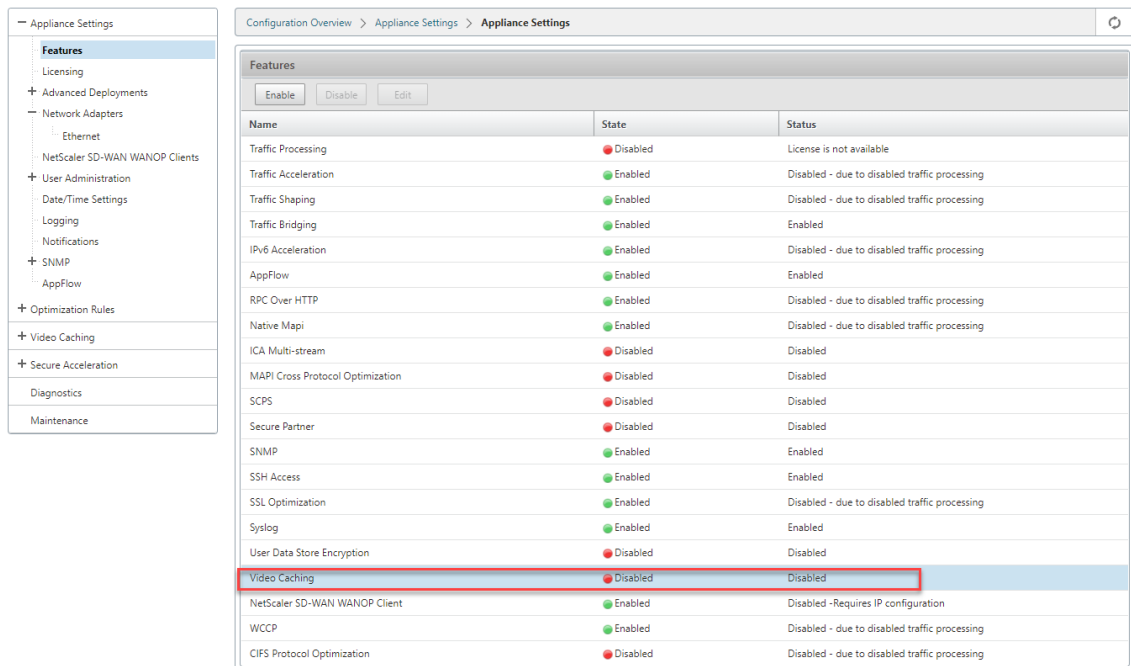 Appliance Settings
Features
Licensing
Advanced Deployments
Network Adapters
Ethernet
NetScaler SD-WAN WANOP Clients
User Administration
Date/Time Settings
Logging
Notifications
SNMP
AppFlow
Optimization Rules
Video Caching
Secure Acceleration
Diagnostics
Maintenance
Configuration Overview > Appliance Settings > Appliance Settings
Features
Enable Disable Edit
Name State Status
Traffic Processing Disabled License is not available
Traffic Acceleration Enabled Disabled - due to disabled traffic processing
Traffic Shaping Enabled Disabled - due to disabled traffic processing
Traffic Bridging Enabled Enabled
IPv6 Acceleration Enabled Disabled - due to disabled traffic processing
AppFlow Enabled Enabled
RPC Over HTTP Enabled Disabled - due to disabled traffic processing
Native Mapi Enabled Disabled - due to disabled traffic processing
ICA Multi-stream Disabled Disabled
MAPI Cross Protocol Optimization Disabled Disabled
SCPS Disabled Disabled
Secure Partner Disabled Disabled
SNMP Enabled Enabled
SSH Access Enabled Enabled
SSL Optimization Enabled Disabled - due to disabled traffic processing
Syslog Enabled Enabled
User Data Store Encryption Disabled Disabled
Video Caching Disabled Disabled
NetScaler SD-WAN WANOP Client Enabled Disabled -Requires IP configuration
WCCP Enabled Disabled - due to disabled traffic processing
CIFS Protocol Optimization Disabled Disabled - due to disabled traffic processing